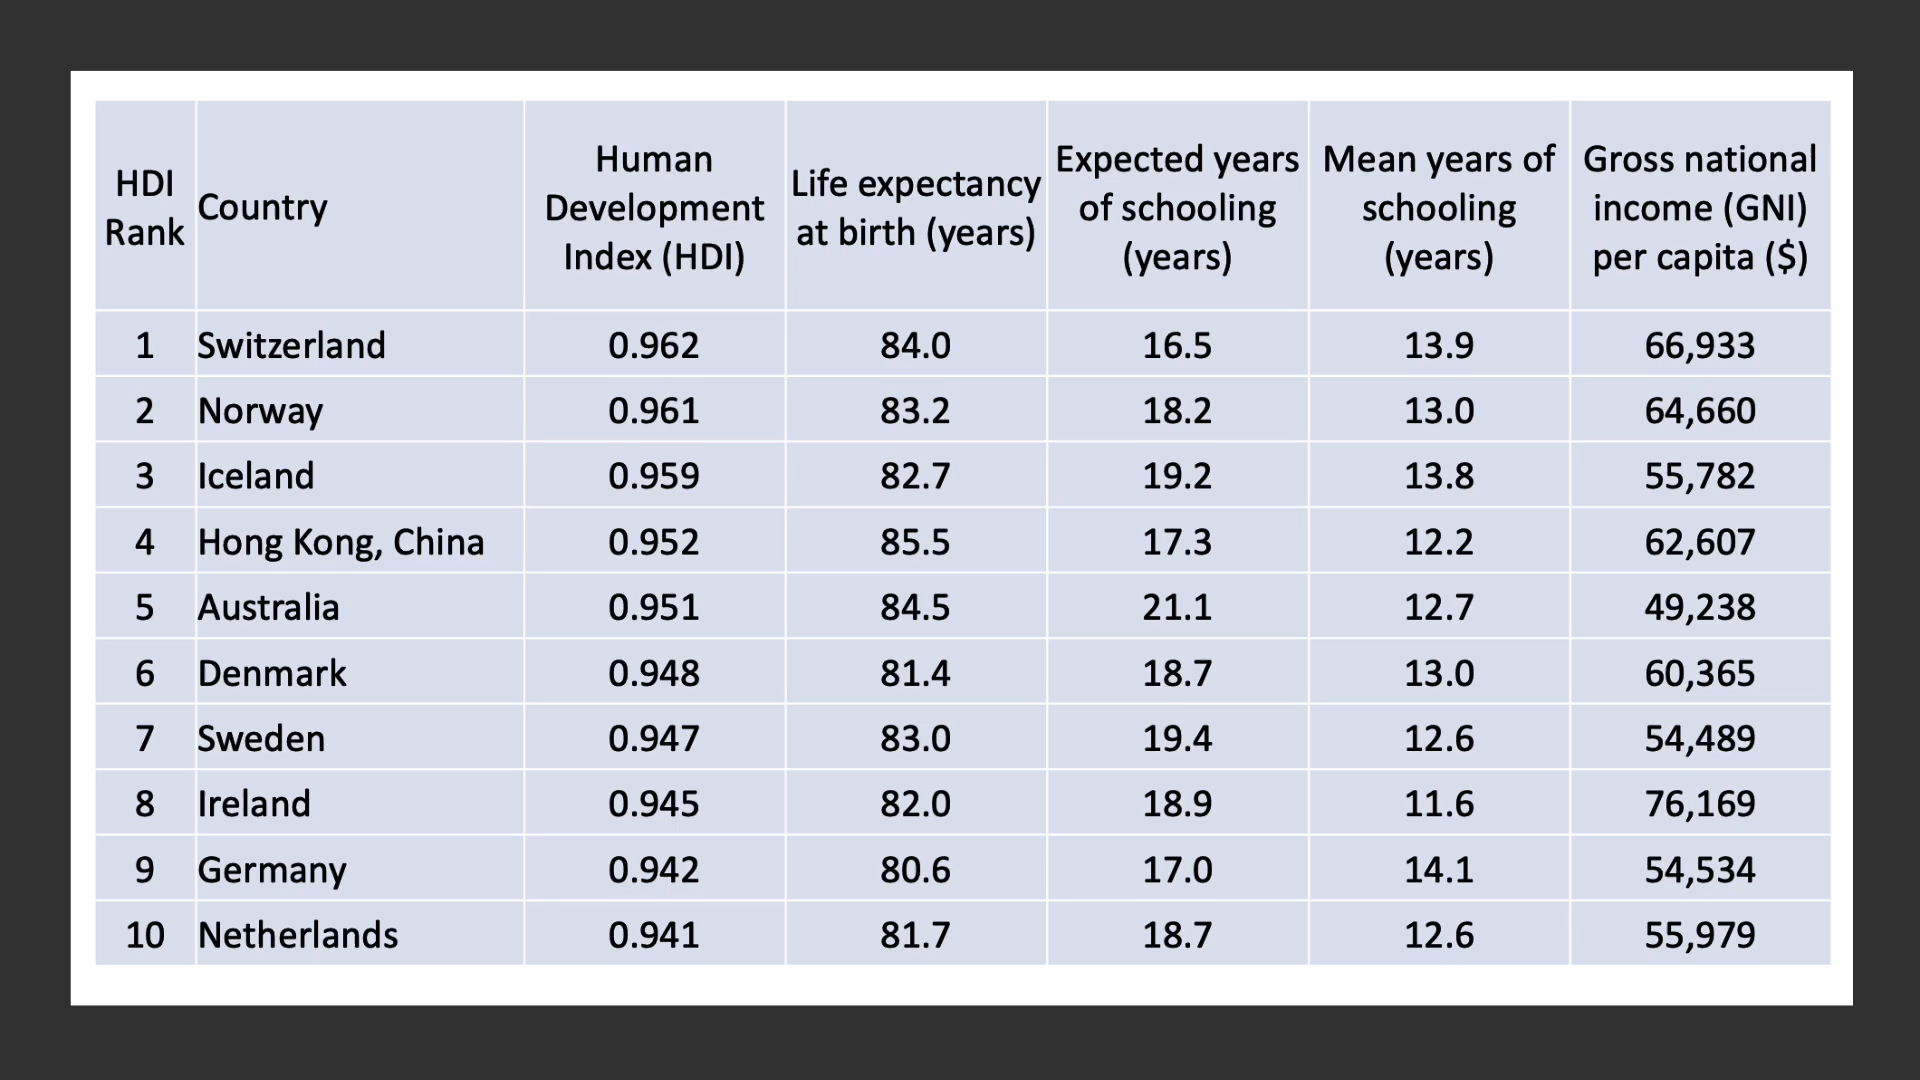 HDI Rank | Country | Human Development Index (HDI) | Life expectancy at birth (years) | Expected years of schooling (years) | Mean years of schooling (years) | Gross national income (GNI) per capita ($)
1 Switzerland 0.962 84.0 16.5 13.9 66,933
2 Norway 0.961 83.2 18.2 13.0 64,660
3 Iceland 0.959 82.7 19.2 13.8 55,782
4 Hong Kong, China 0.952 85.5 17.3 12.2 62,607
5 Australia 0.951 84.5 21.1 12.7 49,238
6 Denmark 0.948 81.4 18.7 13.0 60,365
7 Sweden 0.947 83.0 19.4 12.6 54,489
8 Ireland 0.945 82.0 18.9 11.6 76,169
9 Germany 0.942 80.6 17.0 14.1 54,534
10 Netherlands 0.941 81.7 18.7 12.6 55,979